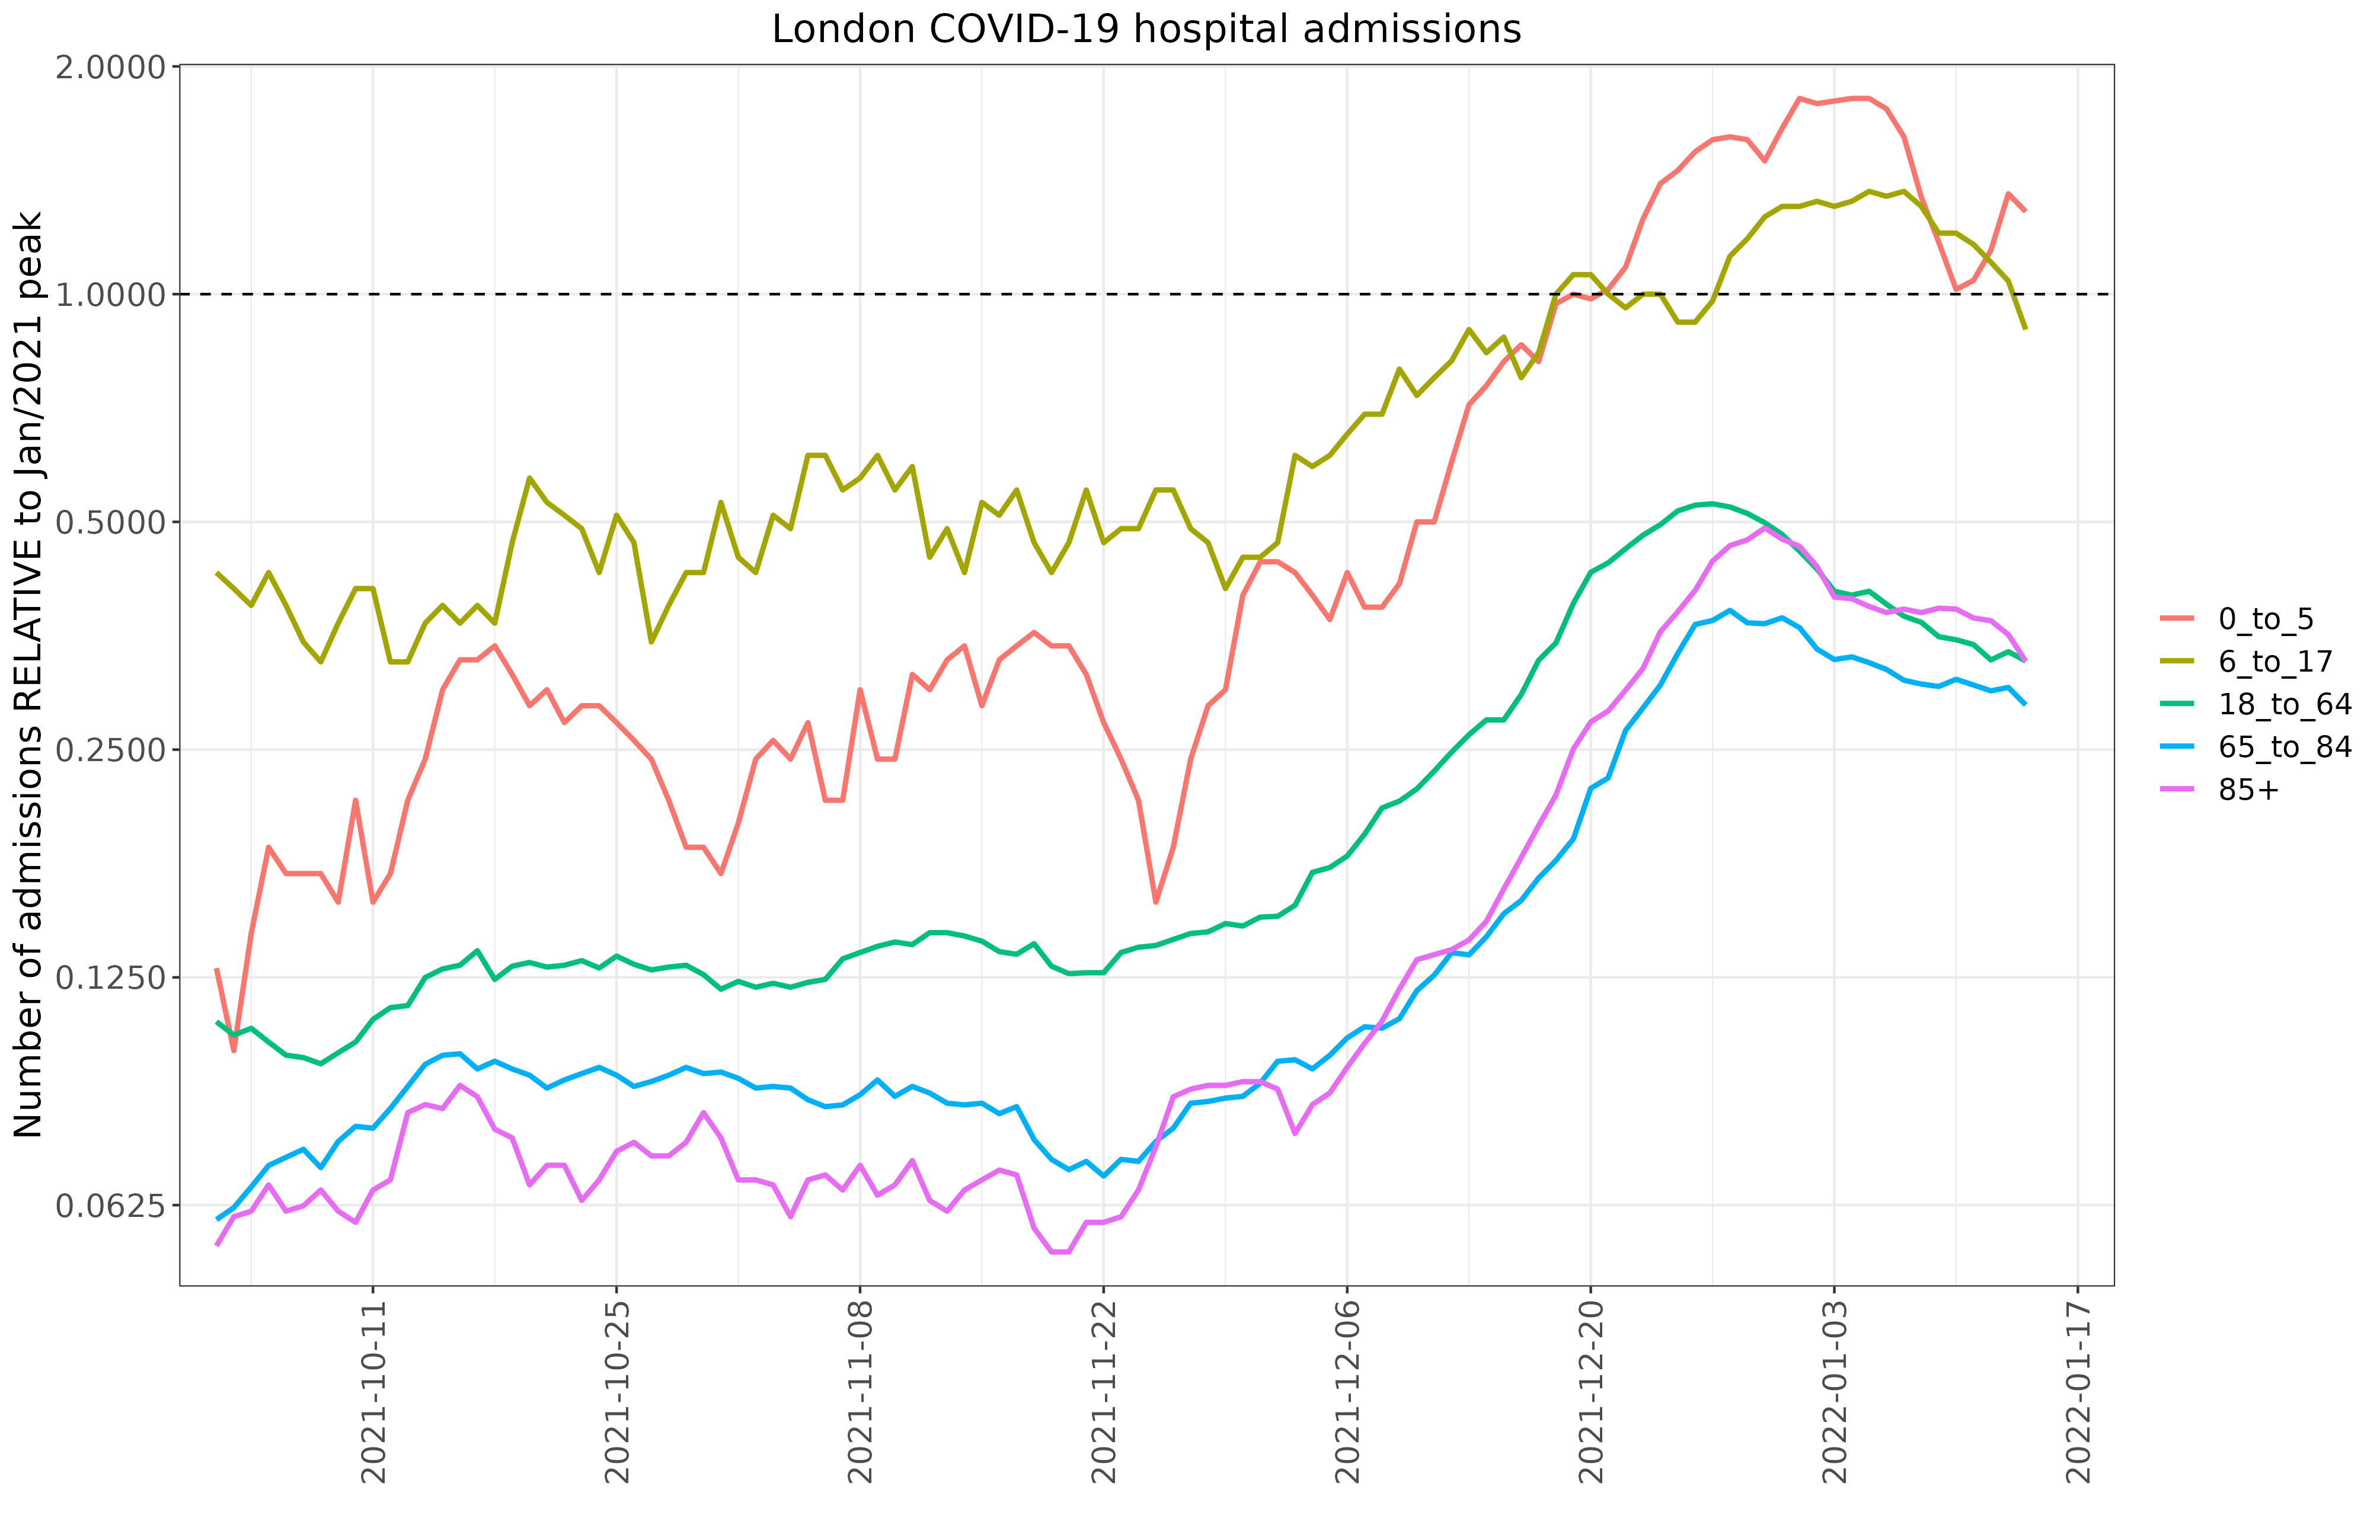 London COVID-19 hospital admissions
Number of admissions RELATIVE to Jan/2021 peak
2.0000
1.0000
0.5000
0.2500
0.1250
0.0625
2021-10-11
2021-10-25
2021-11-08
2021-11-22
2021-12-06
2021-12-20
2022-01-03
2022-01-17
0_to_5
6_to_17
18_to_64
65_to_84
85+